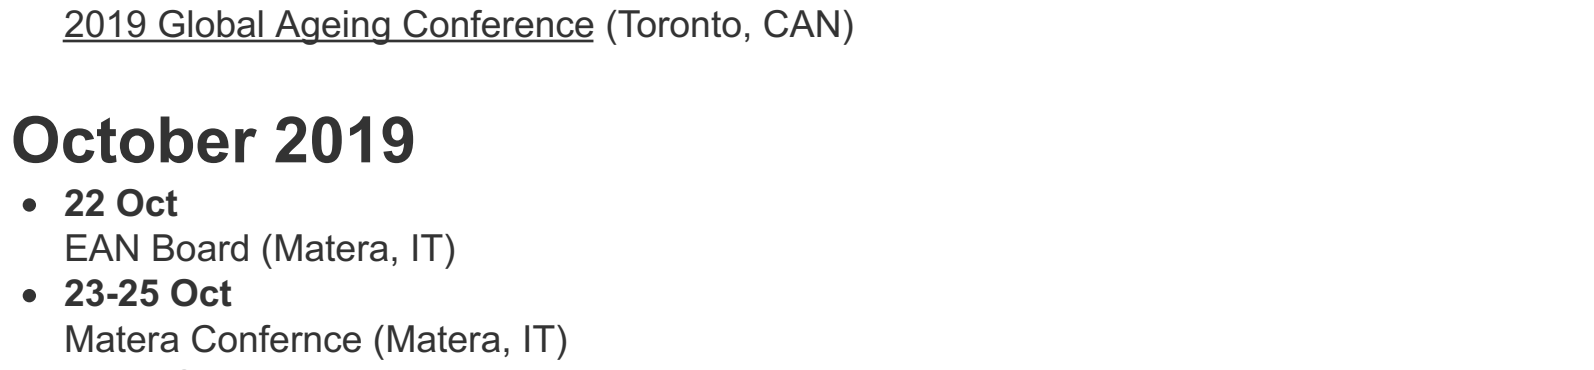 2019 Global Ageing Conference (Toronto, CAN)
October 2019
22 Oct
EAN Board (Matera, IT)
23-25 Oct
Matera Confernce (Matera, IT)